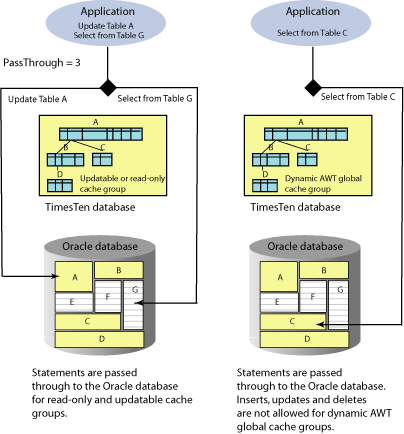 Application
Update Table A
Select from Table G
PassThrough = 3
Update Table A
Select from Table G
A
B
C
D
Updatable or read-only
cache group
TimesTen database
Oracle database
A
B
E
F
G
C
D
Statements are passed
through to the Oracle database
for read-only and updatable cache
groups.
Application
Select from Table C
Select from Table C
A
B
C
D
Dynamic AWT global
cache group
TimesTen database
Oracle database
A
B
E
F
G
C
D
Statements are passed
through to the Oracle database.
Inserts, updates and deletes
are not allowed for dynamic AWT
global cache groups.